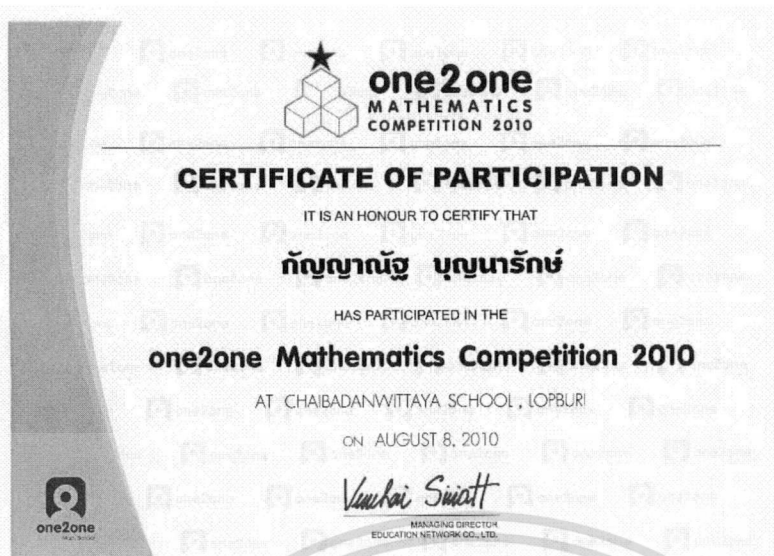 one2one
MATHEMATICS
COMPETITION 2010
CERTIFICATE OF PARTICIPATION
IT IS AN HONOUR TO CERTIFY THAT
กัญญาณัฐ บุญนารักษ์
HAS PARTICIPATED IN THE
one2one Mathematics Competition 2010
AT CHAIBADANWITTAYA SCHOOL, LOPBURI
ON AUGUST 8, 2010
MANAGING DIRECTOR
EDUCATION NETWORK CO., LTD.
one2one
Math School